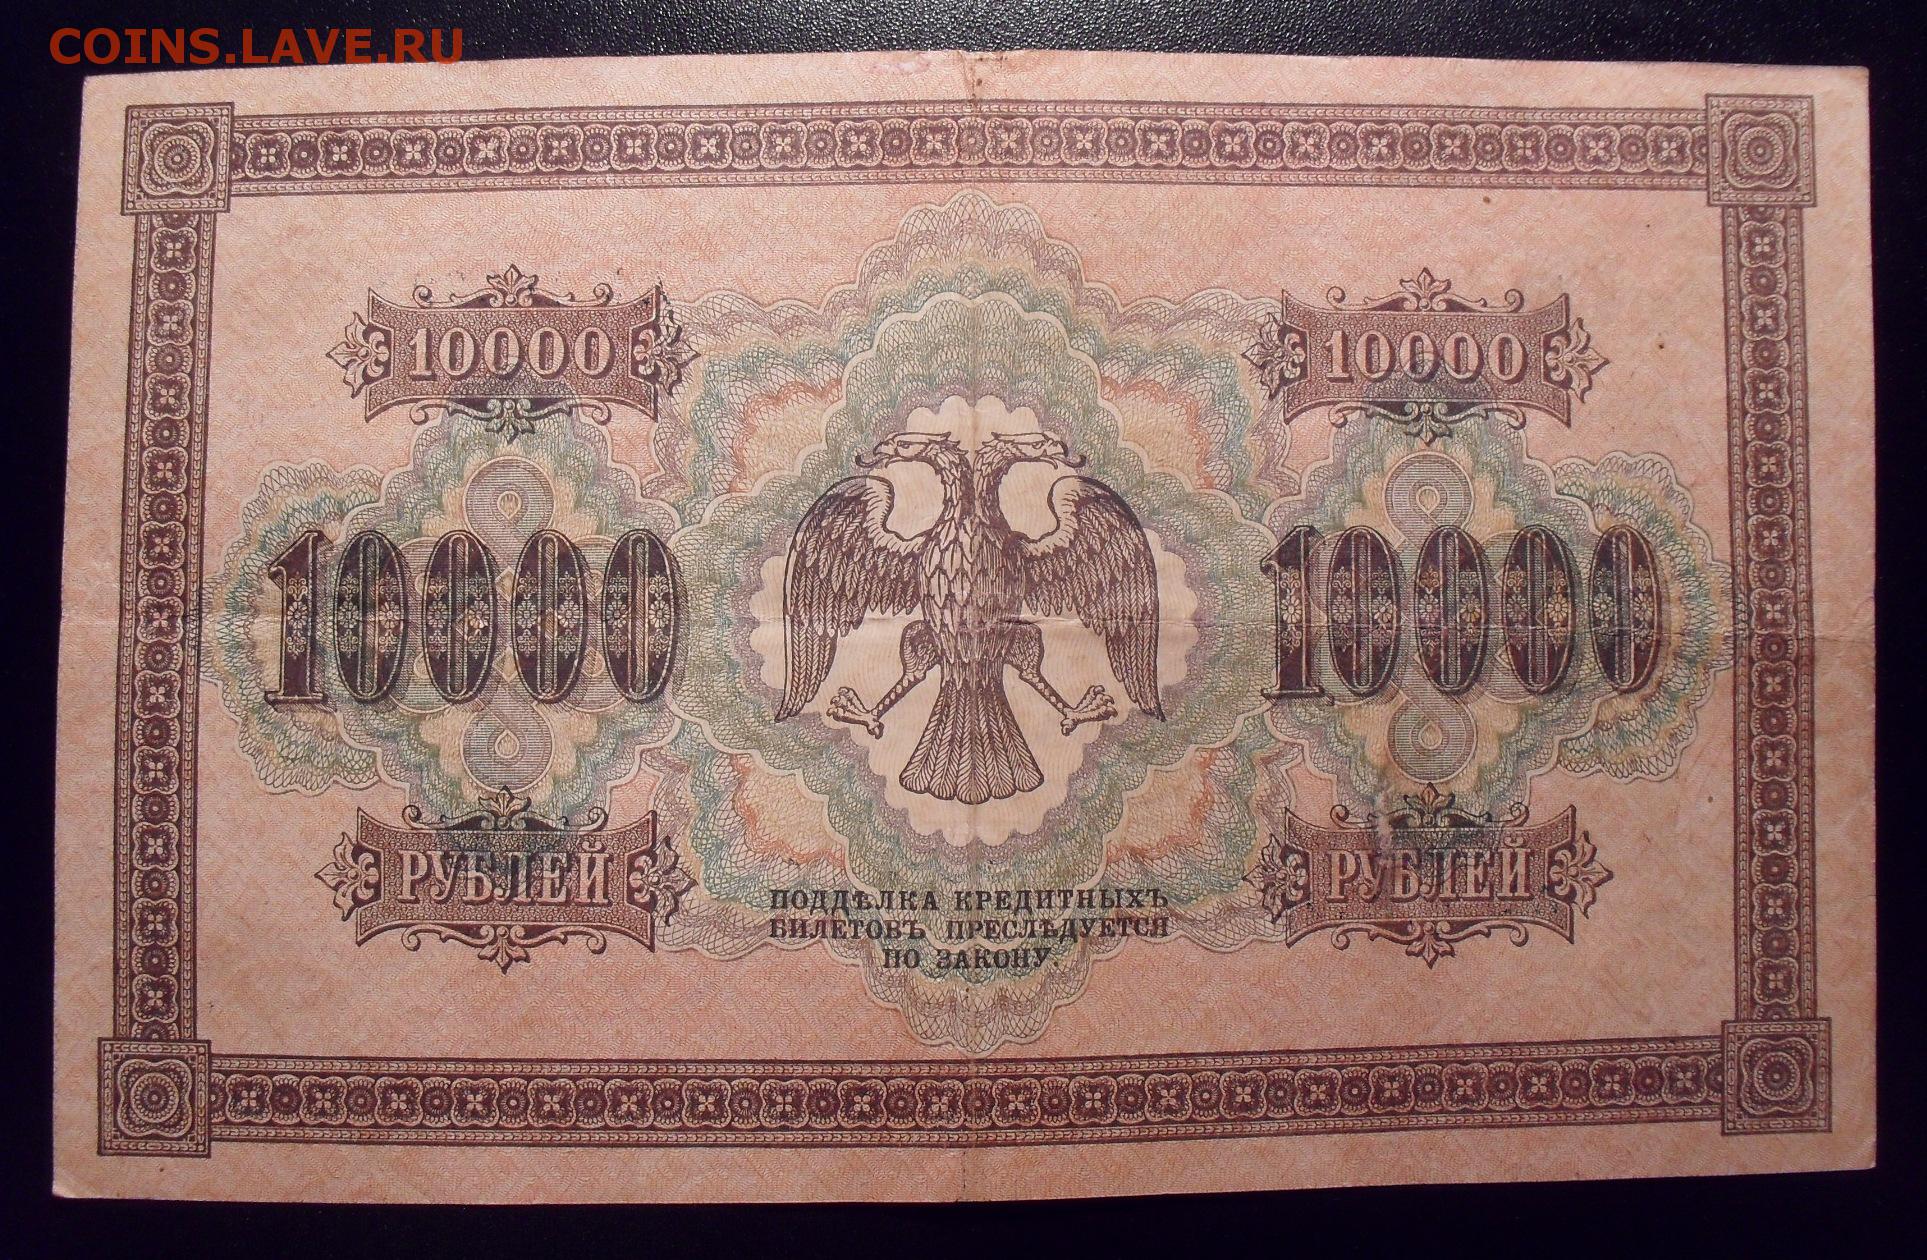 COINS.LAVE.RU
10000
10000
10000
10000
РУБЛЕЙ
РУБЛЕЙ
ПОДДѢЛКА КРЕДИТНЫХЪ
БИЛЕТОВЪ ПРЕСЛѢДУЕТСЯ
ПО ЗАКОНУ.